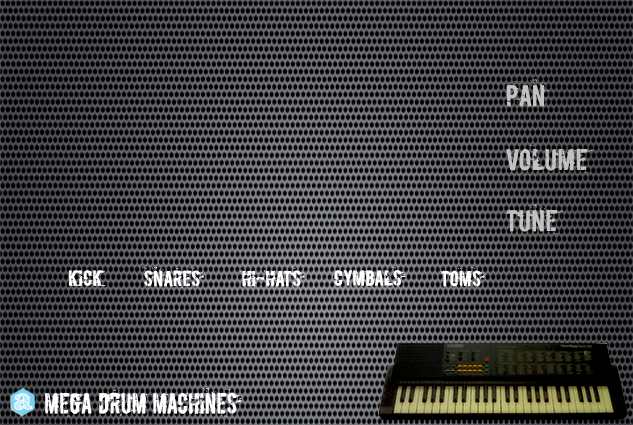 PAN
VOLUME
TUNE
KICK SNARES HI-HATS CYMBALS TOMS
MEGA DRUM MACHINES